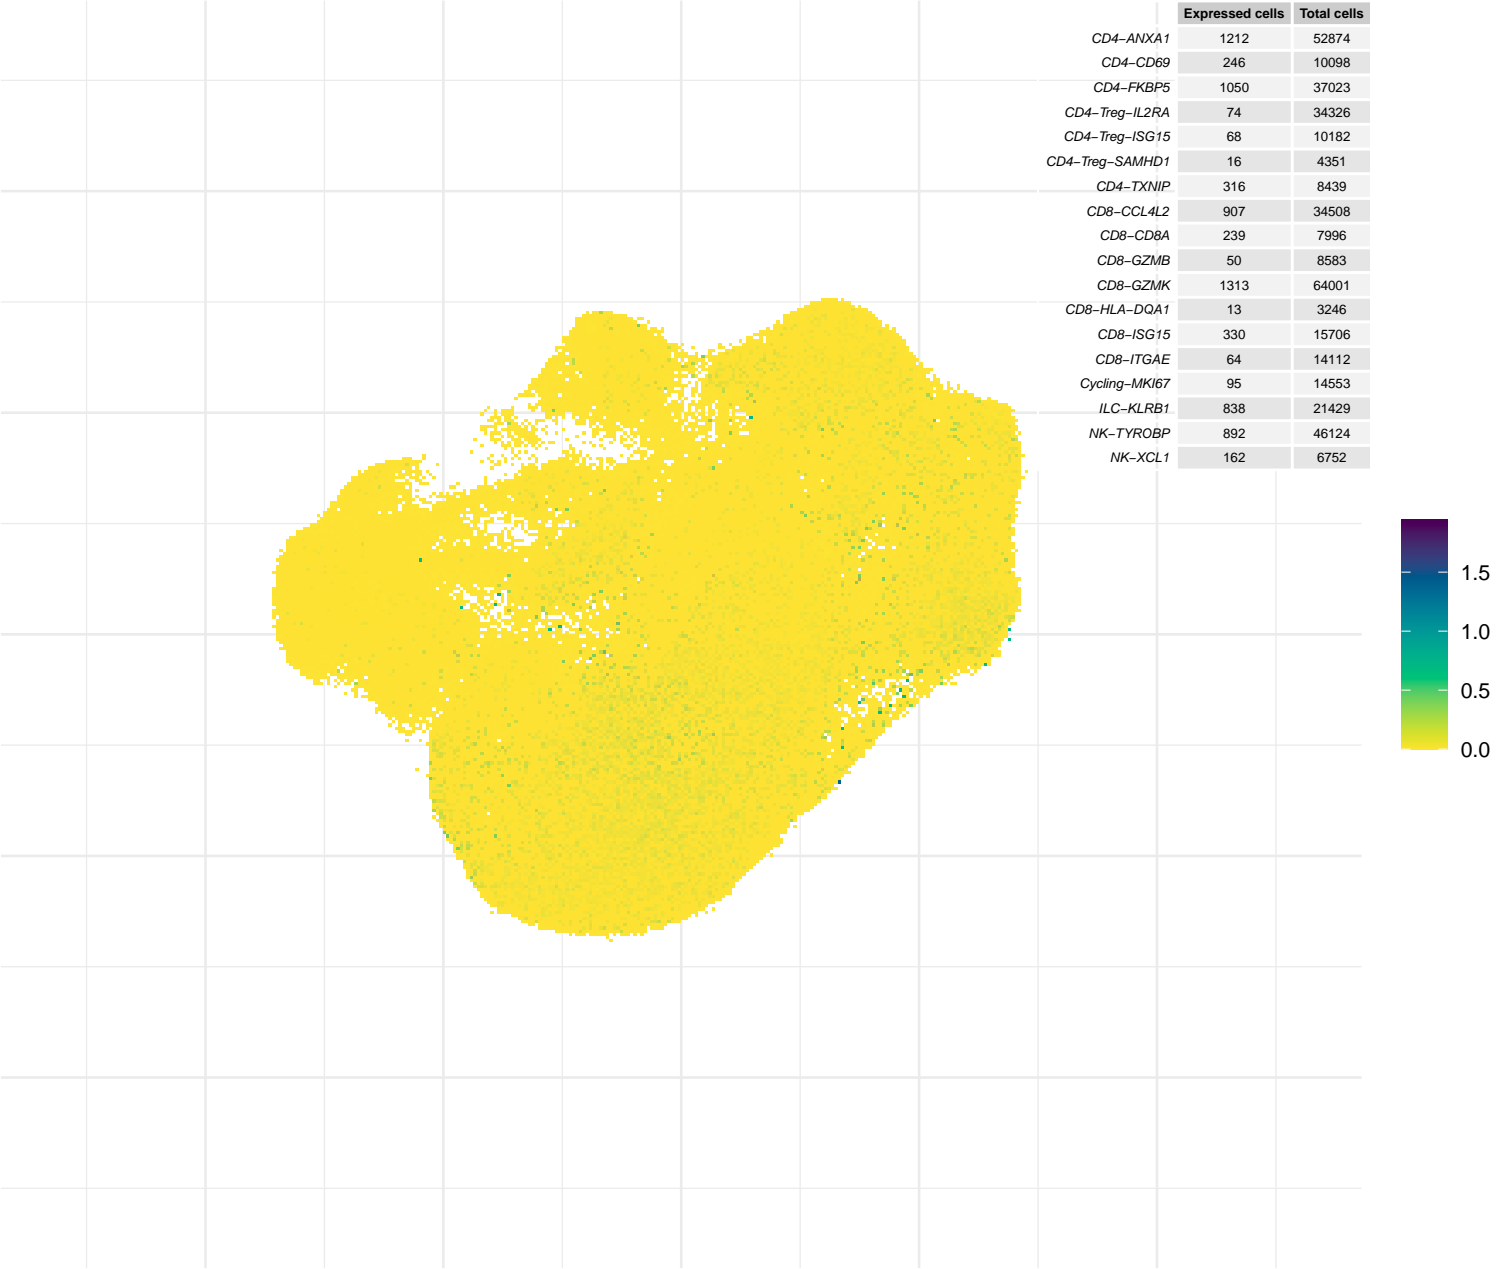 Expressed cells Total cells
CD4−ANXA1 1212 52874
CD4−CD69 246 10098
CD4−FKBP5 1050 37023
CD4−Treg−IL2RA 74 34326
CD4−Treg−ISG15 68 10182
CD4−Treg−SAMHD1 16 4351
CD4−TXNIP 316 8439
CD8−CCL4L2 907 34508
CD8−CD8A 239 7996
CD8−GZMB 50 8583
CD8−GZMK 1313 64001
CD8−HLA−DQA1 13 3246
CD8−ISG15 330 15706
CD8−ITGAE 64 14112
Cycling−MKI67 95 14553
ILC−KLRB1 838 21429
NK−TYROBP 892 46124
NK−XCL1 162 6752
1.5
1.0
0.5
0.0